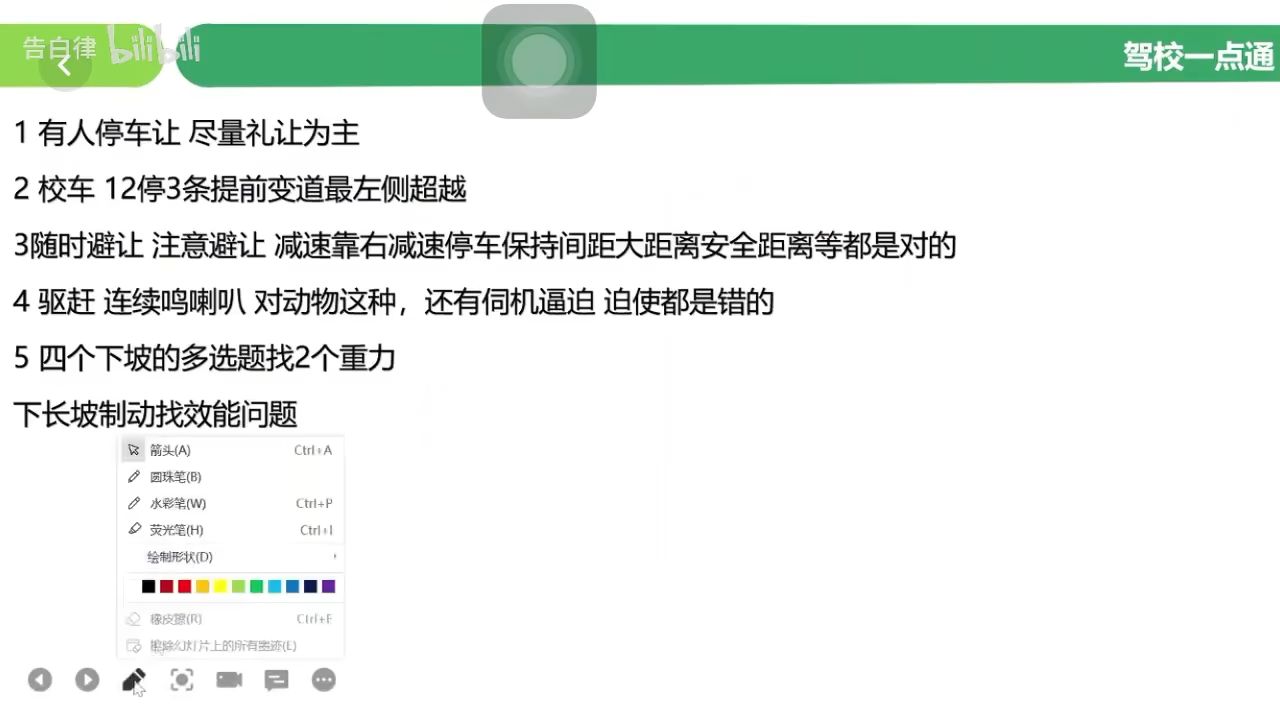 告白律 bilibili
驾校一点通
1 有人停车让 尽量礼让为主
2 校车 12停3条提前变道最左侧超越
3随时避让 注意避让 减速靠右减速停车保持间距大距离安全距离等都是对的
4 驱赶 连续鸣喇叭 对动物这种，还有伺机逼迫 迫使都是错的
5 四个下坡的多选题找2个重力
下长坡制动找效能问题
箭头(A) Ctrl+A
圆珠笔(B)
水彩笔(W) Ctrl+P
荧光笔(H) Ctrl+I
绘制形状(D)
橡皮擦(R) Ctrl+E
擦除幻灯片上的所有墨迹(E)